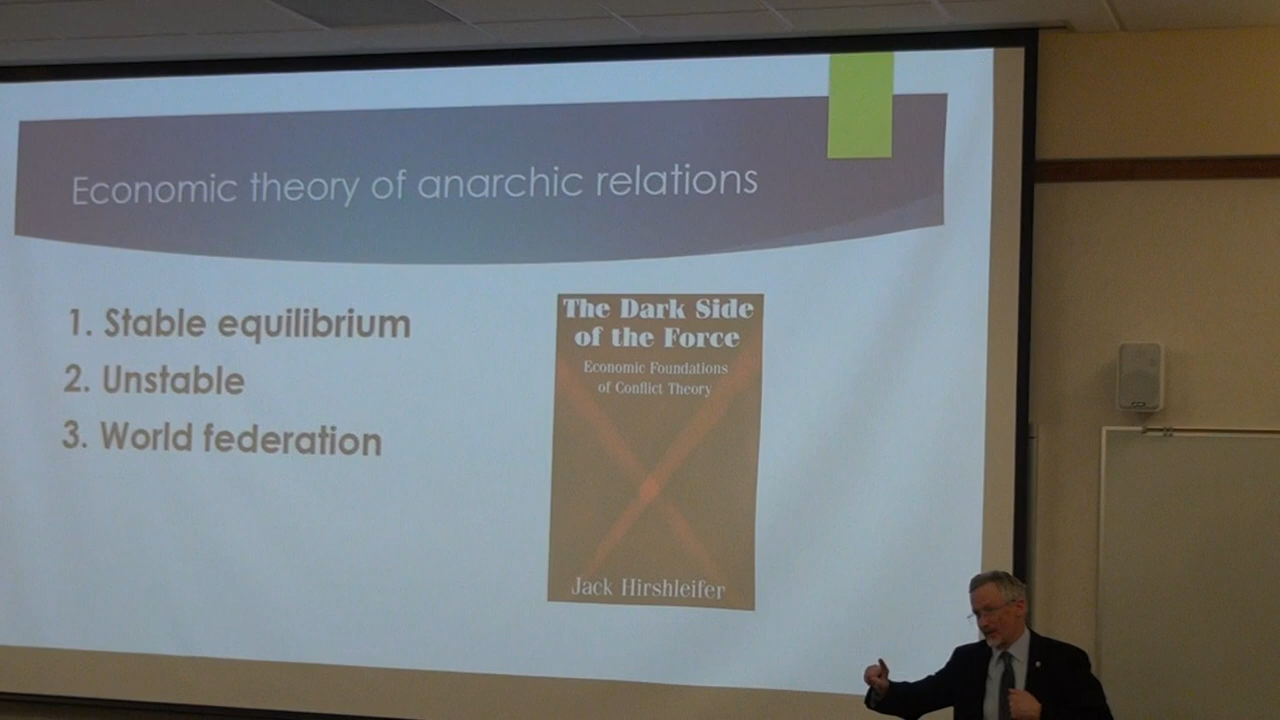 Economic theory of anarchic relations
1. Stable equilibrium
2. Unstable
3. World federation
The Dark Side
of the Force
Economic Foundations
of Conflict Theory
Jack Hirshleifer